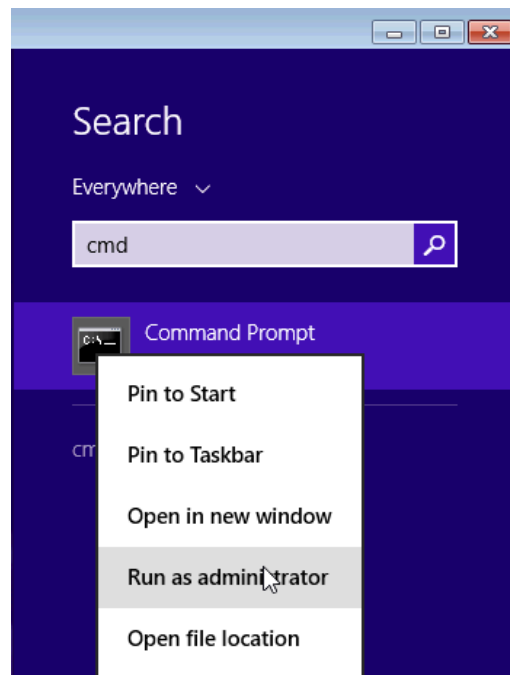 Search
Everywhere
cmd
Command Prompt
Pin to Start
cm
Pin to Taskbar
Open in new window
Run as administrator
Open file location